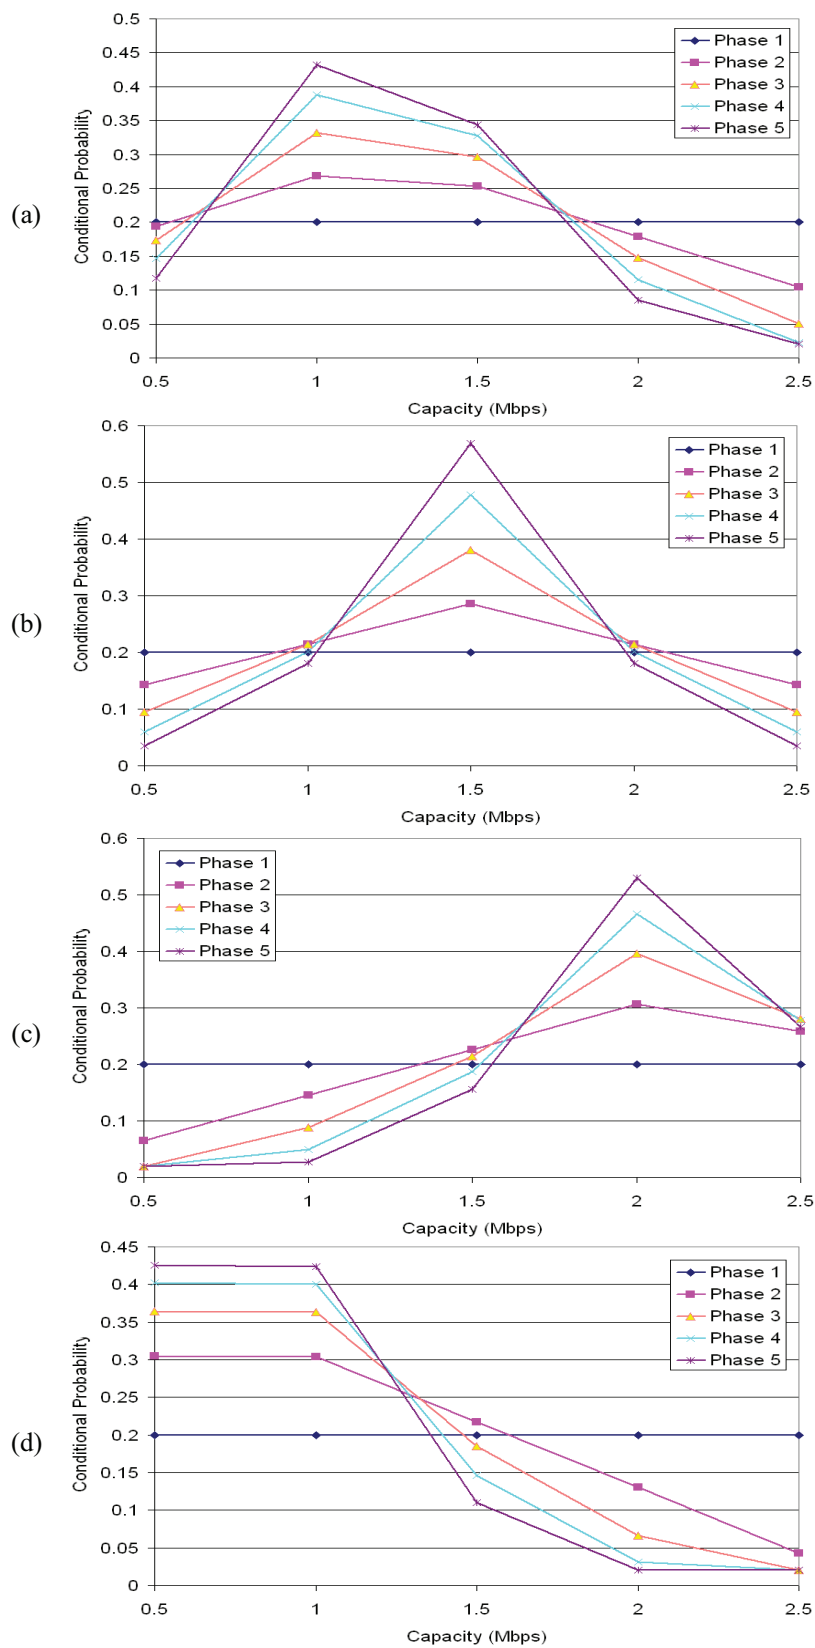 (a)
Conditional Probability
0.5
0.45
0.4
0.35
0.3
0.25
0.2
0.15
0.1
0.05
0
Phase 1
Phase 2
Phase 3
Phase 4
Phase 5
0.5 1 1.5 2 2.5
Capacity (Mbps)
(b)
Conditional Probability
0.6
0.5
0.4
0.3
0.2
0.1
0
Phase 1
Phase 2
Phase 3
Phase 4
Phase 5
0.5 1 1.5 2 2.5
Capacity (Mbps)
(c)
Conditional Probability
0.6
0.5
0.4
0.3
0.2
0.1
0
Phase 1
Phase 2
Phase 3
Phase 4
Phase 5
0.5 1 1.5 2 2.5
Capacity (Mbps)
(d)
Conditional Probability
0.45
0.4
0.35
0.3
0.25
0.2
0.15
0.1
0.05
0
Phase 1
Phase 2
Phase 3
Phase 4
Phase 5
0.5 1 1.5 2 2.5
Capacity (Mbps)